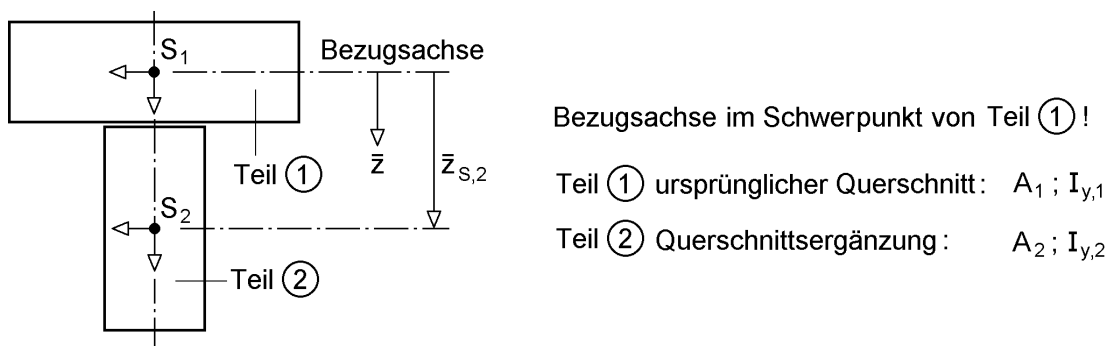 S₁
Bezugsachse
Teil ①
z̄
z̄S,2
S₂
Teil ②
Bezugsachse im Schwerpunkt von Teil ① !
Teil ① ursprünglicher Querschnitt : A₁ ; Iy,1
Teil ② Querschnittsergänzung : A₂ ; Iy,2